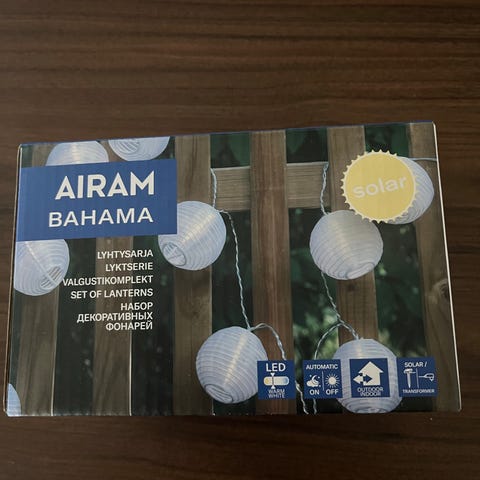 AIRAM
BAHAMA
solar
LYHTYSARJA
LYKTSERIE
VALGUSTIKOMPLEKT
SET OF LANTERNS
НАБОР
ДЕКОРАТИВНЫХ
ФОНАРЕЙ
LED
WARM
WHITE
AUTOMATIC
ON OFF
OUTDOOR
INDOOR
SOLAR /
TRANSFORMER